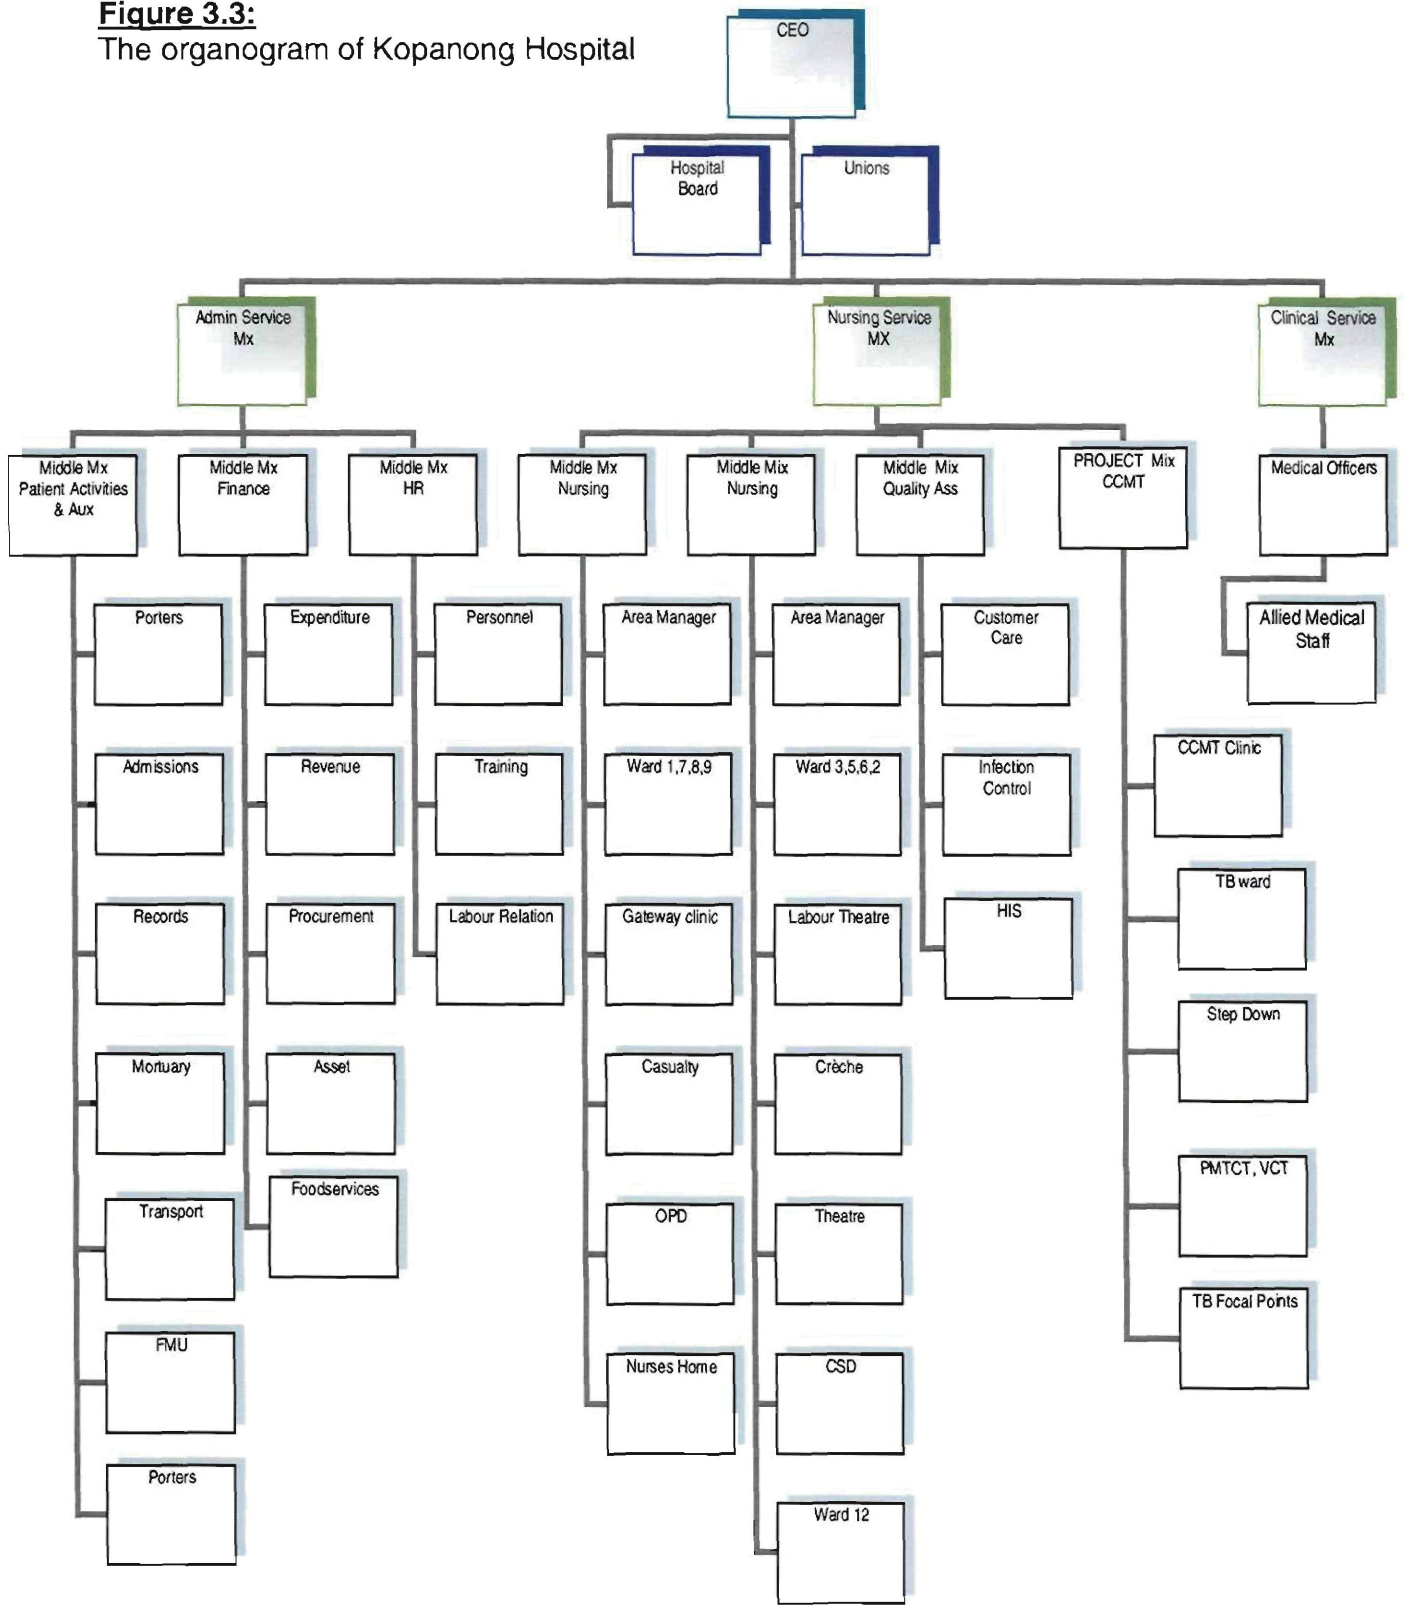 Figure 3.3:
The organogram of Kopanong Hospital
CEO
Hospital
Board
Unions
Admin Service
Mx
Nursing Service
MX
Clinical Service
Mx
Middle Mx
Patient Activities
& Aux
Middle Mx
Finance
Middle Mx
HR
Middle Mx
Nursing
Middle Mix
Nursing
Middle Mix
Quality Ass
PROJECT Mix
CCMT
Medical Officers
Porters
Expenditure
Personnel
Area Manager
Area Manager
Customer
Care
Allied Medical
Staff
Admissions
Revenue
Training
Ward 1,7,8,9
Ward 3,5,6,2
Infection
Control
CCMT Clinic
Records
Procurement
Labour Relation
Gateway clinic
Labour Theatre
HIS
TB ward
Mortuary
Asset
Casualty
Crèche
Step Down
Transport
Foodservices
OPD
Theatre
PMTCT, VCT
FMU
Nurses Home
CSD
TB Focal Points
Porters
Ward 12